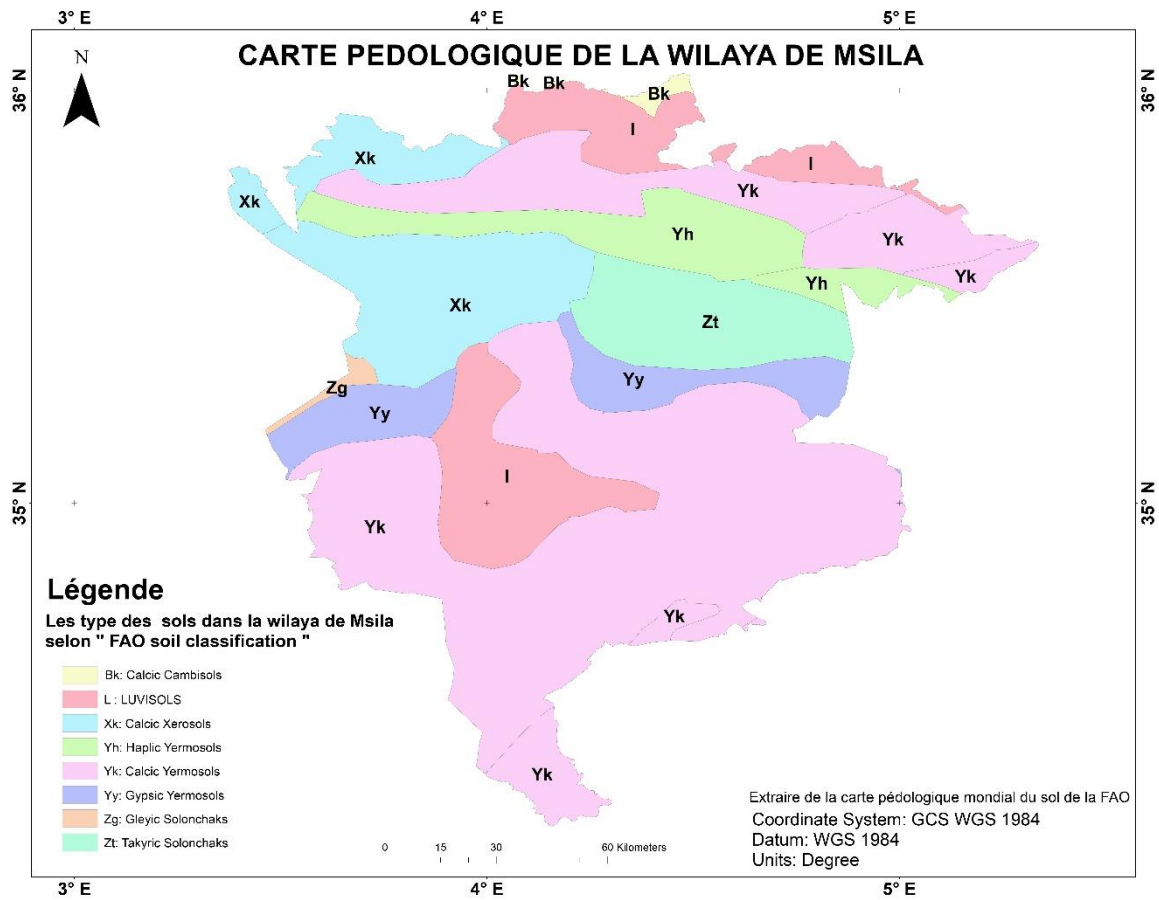 3° E 4° E 5° E
CARTE PEDOLOGIQUE DE LA WILAYA DE MSILA
N
36° N 36° N
Bk Bk Bk
I
Xk I
Xk Yk
Yh Yk
Yh Yk
Xk Zt
Zg Yy Yy
I
35° N 35° N
Yk
Yk
Yk
Légende
Les type des sols dans la wilaya de Msila
selon " FAO soil classification "
Bk: Calcic Cambisols
L : LUVISOLS
Xk: Calcic Xerosols
Yh: Haplic Yermosols
Yk: Calcic Yermosols
Yy: Gypsic Yermosols
Zg: Gleyic Solonchaks
Zt: Takyric Solonchaks
0 15 30 60 Kilometers
Extraire de la carte pédologique mondial du sol de la FAO
Coordinate System: GCS WGS 1984
Datum: WGS 1984
Units: Degree
3° E 4° E 5° E